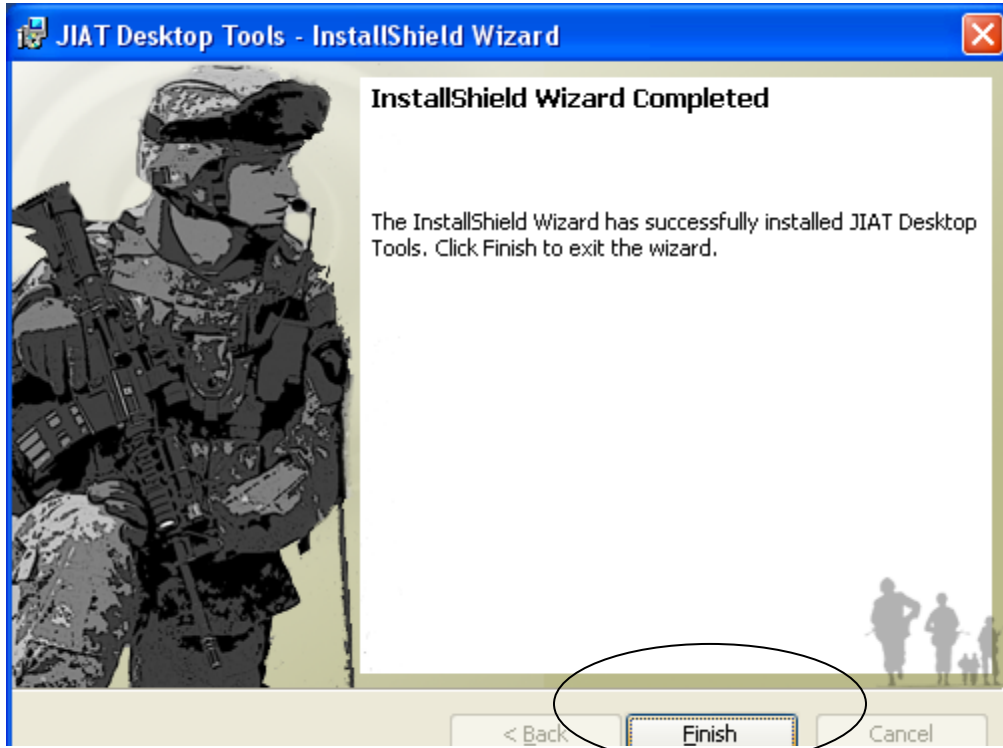 JIAT Desktop Tools - InstallShield Wizard
InstallShield Wizard Completed
The InstallShield Wizard has successfully installed JIAT Desktop
Tools. Click Finish to exit the wizard.
< Back
Finish
Cancel